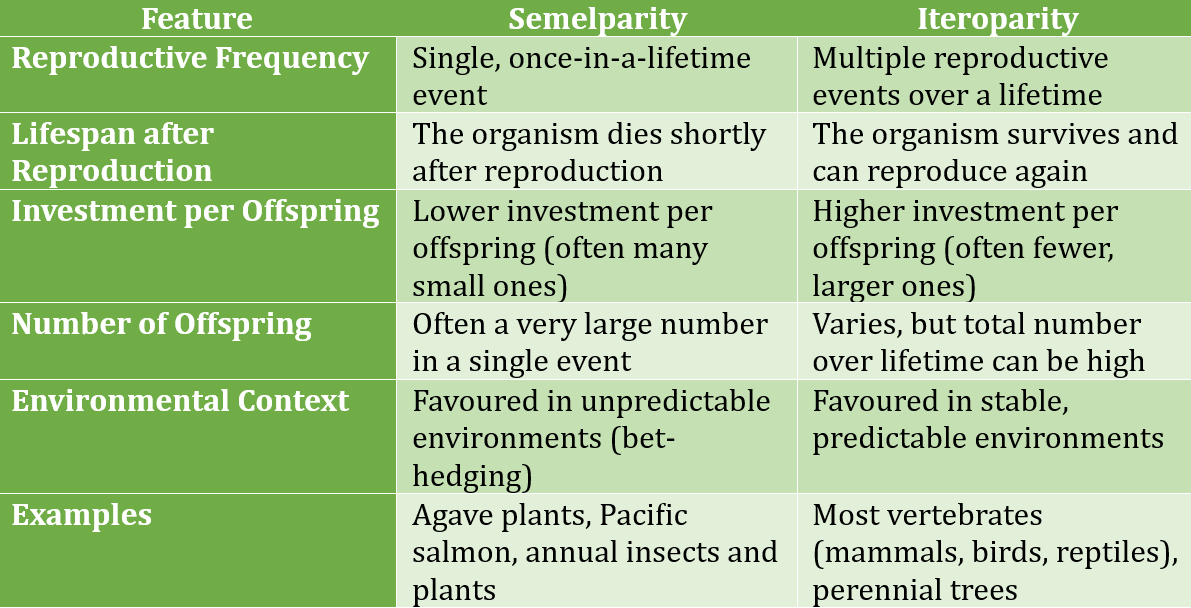 Feature Semelparity Iteroparity
Reproductive Frequency
Single, once-in-a-lifetime
event
Multiple reproductive
events over a lifetime
Lifespan after
Reproduction
The organism dies shortly
after reproduction
The organism survives and
can reproduce again
Investment per Offspring
Lower investment per
offspring (often many
small ones)
Higher investment per
offspring (often fewer,
larger ones)
Number of Offspring
Often a very large number
in a single event
Varies, but total number
over lifetime can be high
Environmental Context
Favoured in unpredictable
environments (bet-
hedging)
Favoured in stable,
predictable environments
Examples
Agave plants, Pacific
salmon, annual insects and
plants
Most vertebrates
(mammals, birds, reptiles),
perennial trees